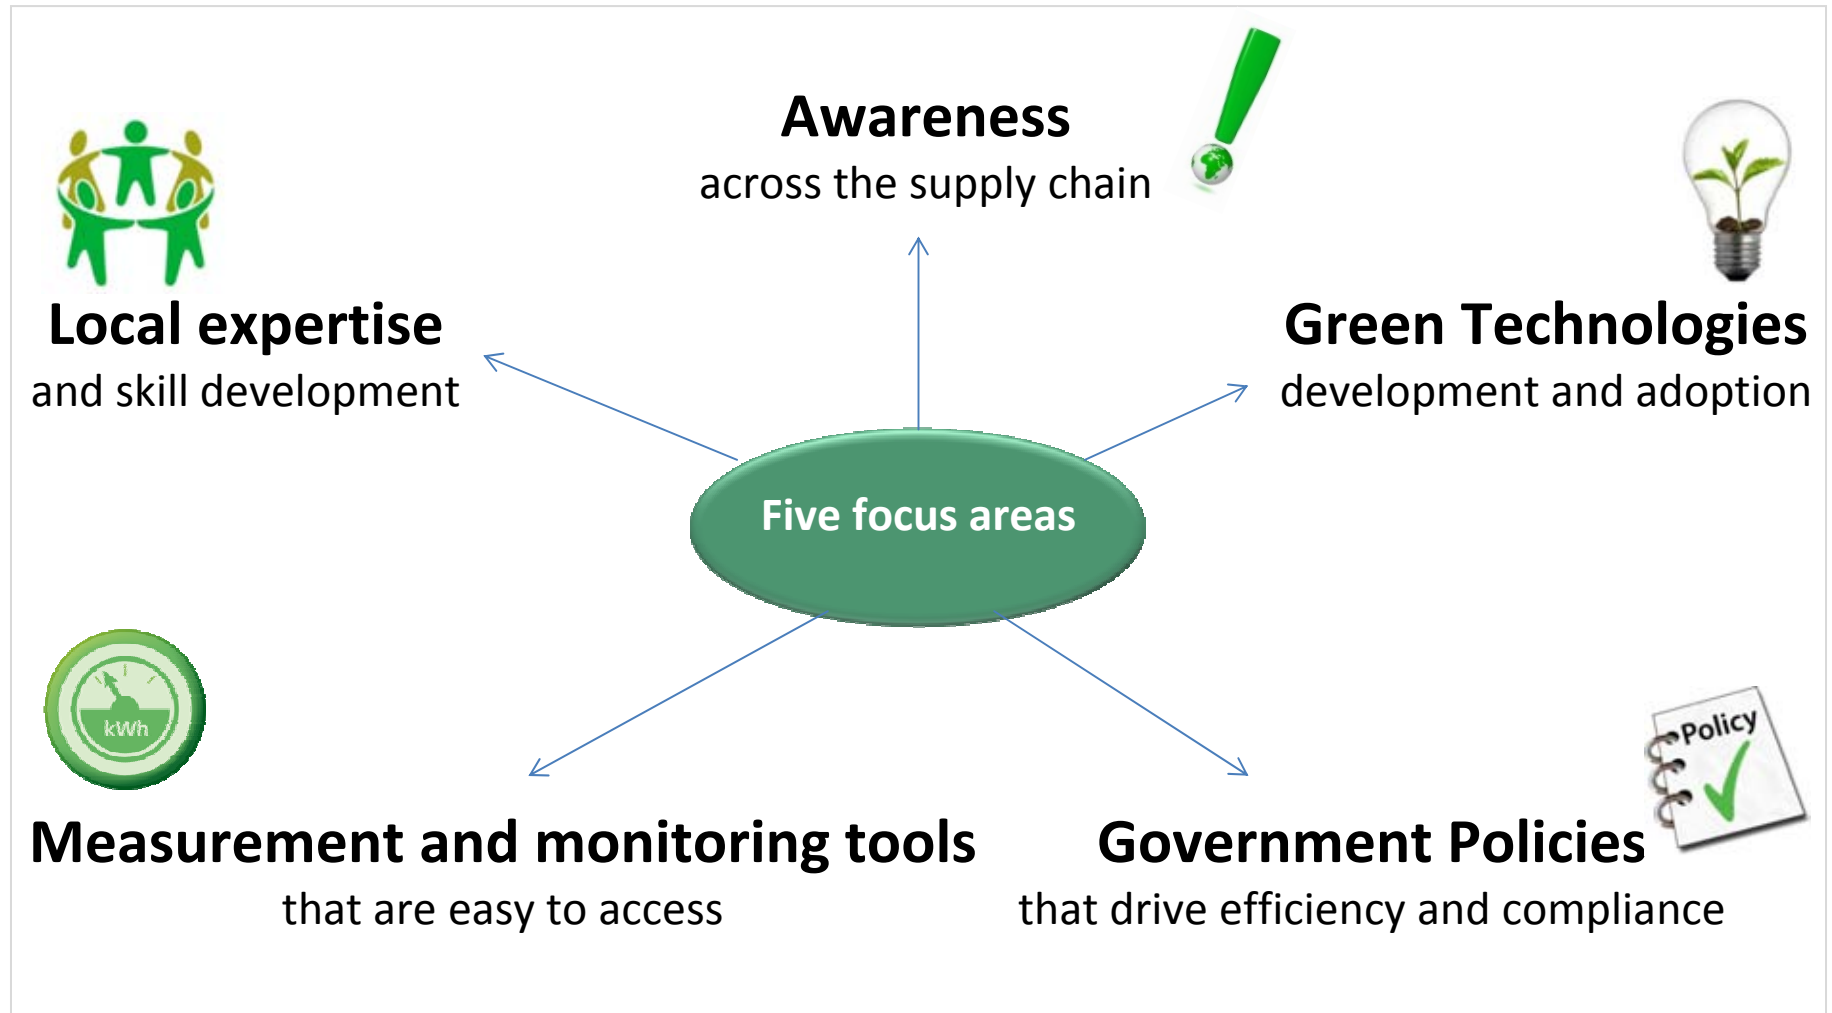 Awareness
across the supply chain
Local expertise
and skill development
Green Technologies
development and adoption
Five focus areas
kWh
Measurement and monitoring tools
that are easy to access
Policy
Government Policies
that drive efficiency and compliance